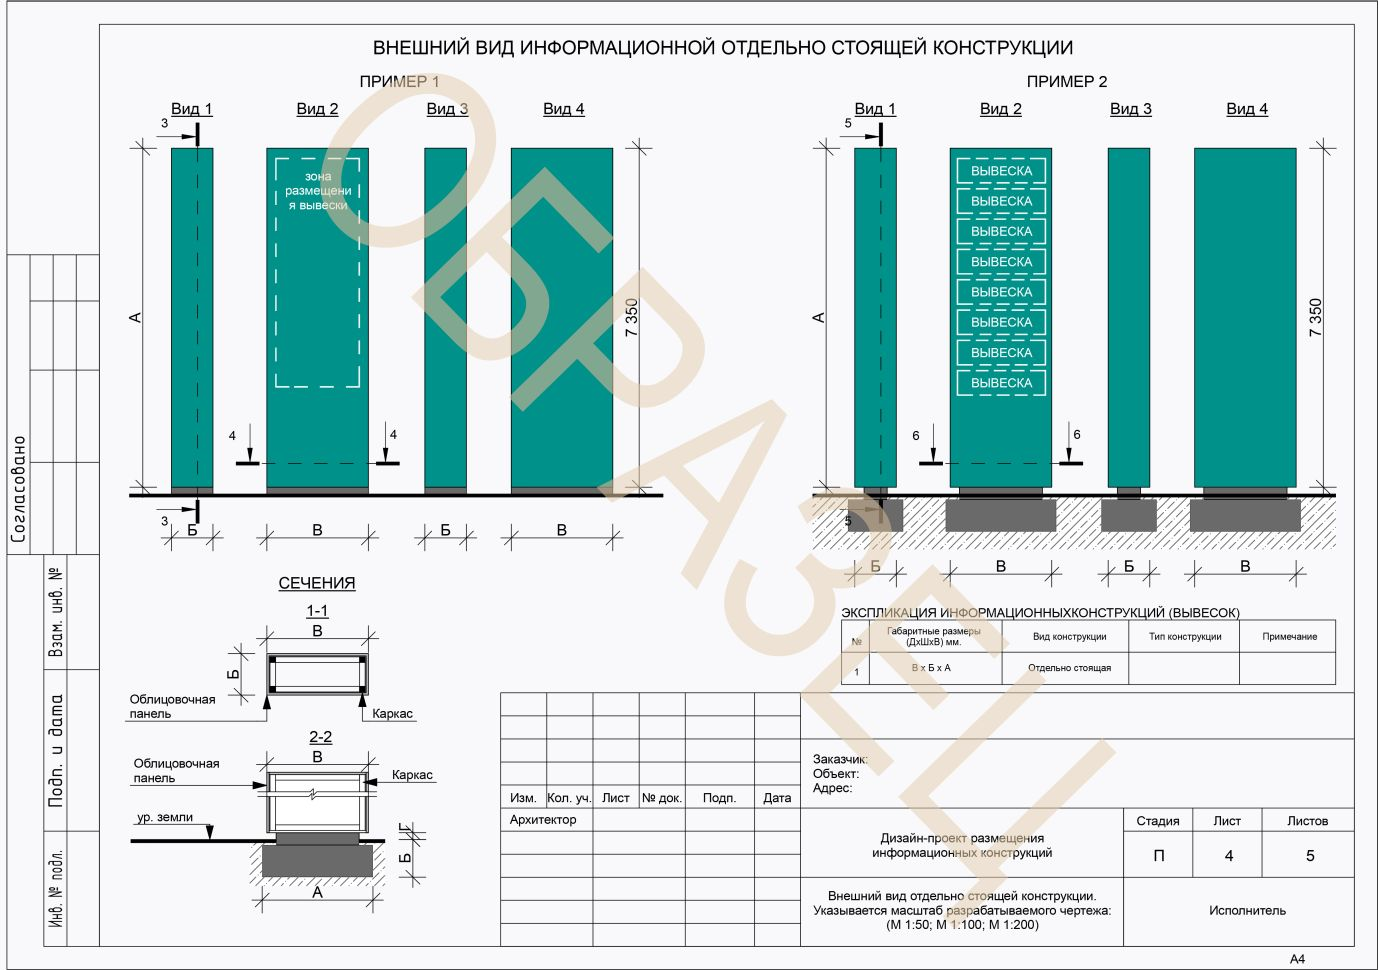 ВНЕШНИЙ ВИД ИНФОРМАЦИОННОЙ ОТДЕЛЬНО СТОЯЩЕЙ КОНСТРУКЦИИ
ПРИМЕР 1
Вид 1
Вид 2
Вид 3
Вид 4
3
зона
размещени
я вывески
А
7 350
4
4
3
Б
В
Б
В
ПРИМЕР 2
Вид 1
Вид 2
Вид 3
Вид 4
5
ВЫВЕСКА
ВЫВЕСКА
ВЫВЕСКА
ВЫВЕСКА
ВЫВЕСКА
ВЫВЕСКА
ВЫВЕСКА
ВЫВЕСКА
А
7 350
6
6
5
Б
В
Б
В
СЕЧЕНИЯ
1-1
В
Б
Облицовочная
панель
Каркас
2-2
В
Облицовочная
панель
Каркас
ур. земли
Г
Б
А
ЭКСПЛИКАЦИЯ ИНФОРМАЦИОННЫХКОНСТРУКЦИЙ (ВЫВЕСОК)
№
Габаритные размеры
(ДхШхВ) мм.
Вид конструкции
Тип конструкции
Примечание
1
В х Б х А
Отдельно стоящая
Заказчик:
Объект:
Адрес:
Изм.
Кол. уч.
Лист
№ док.
Подп.
Дата
Архитектор
Дизайн-проект размещения
информационных конструкций
Стадия
Лист
Листов
П
4
5
Внешний вид отдельно стоящей конструкции.
Указывается масштаб разрабатываемого чертежа:
(М 1:50; М 1:100; М 1:200)
Исполнитель
А4
Согласовано
Взам. инв. №
Подп. и дата
Инв. № подл.
ОБРАЗЕЦ